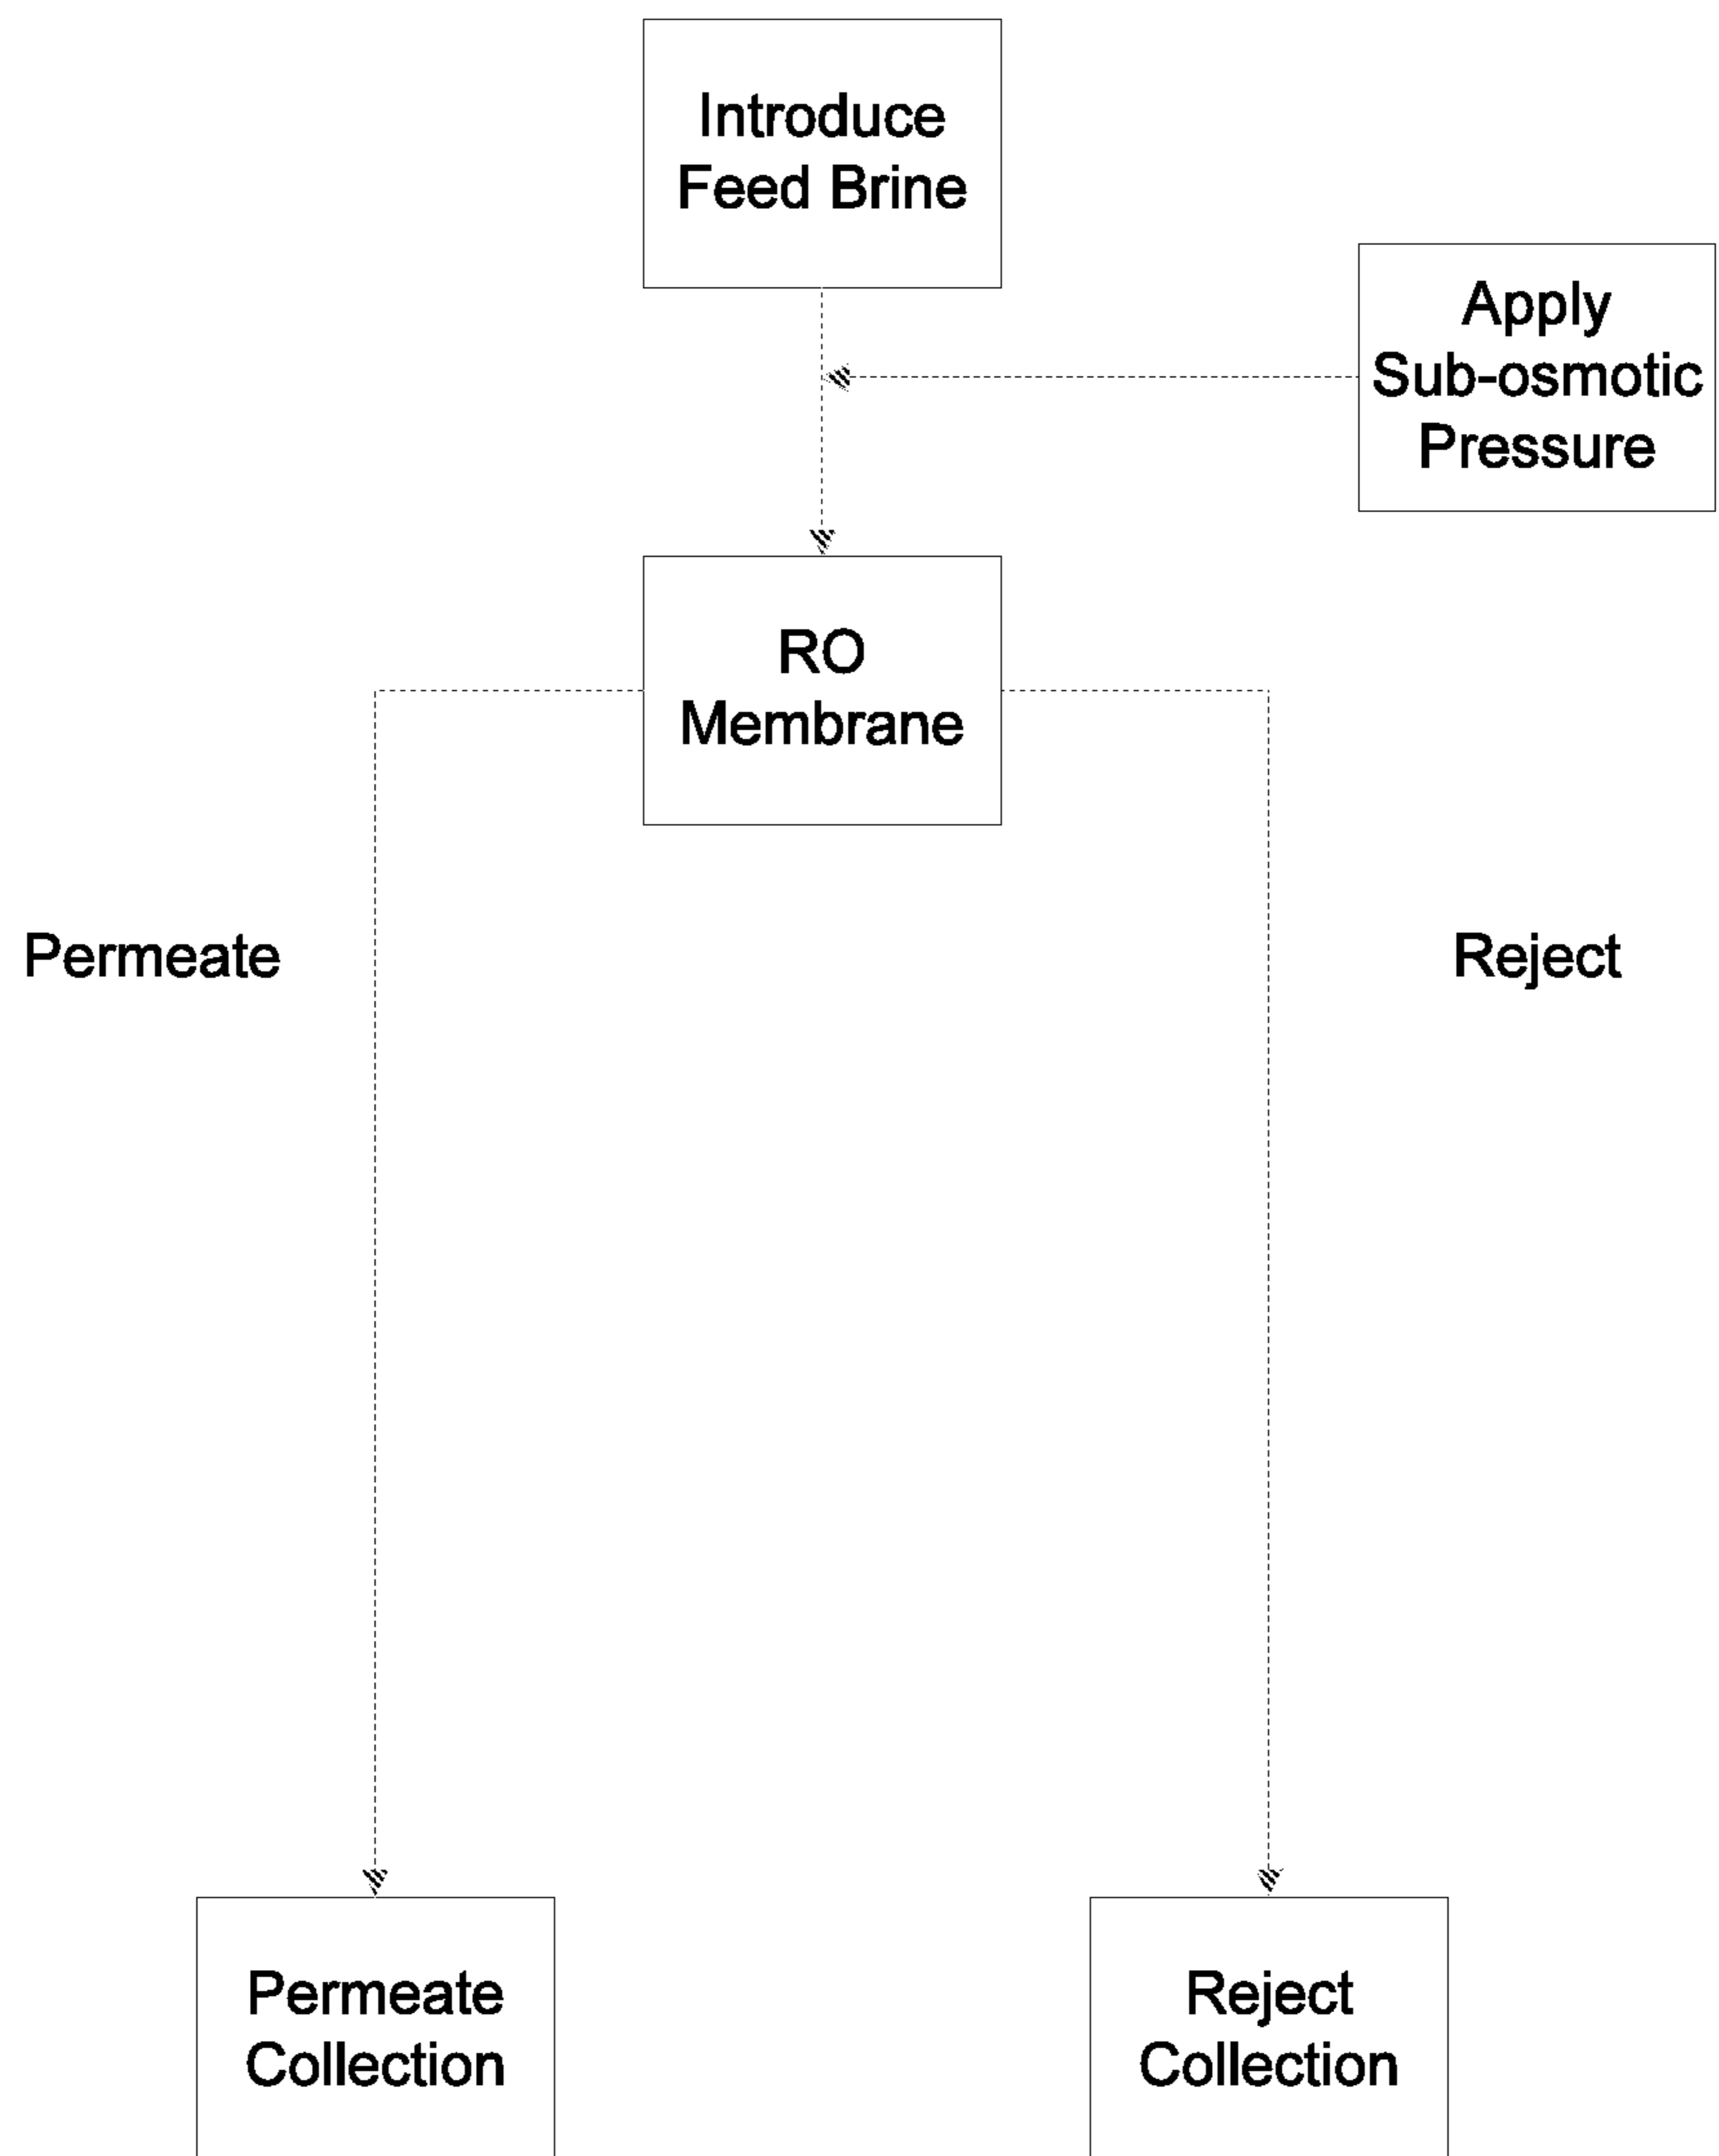 Introduce
Feed Brine
Apply
Sub-osmotic
Pressure
RO
Membrane
Permeate
Reject
Permeate
Collection
Reject
Collection